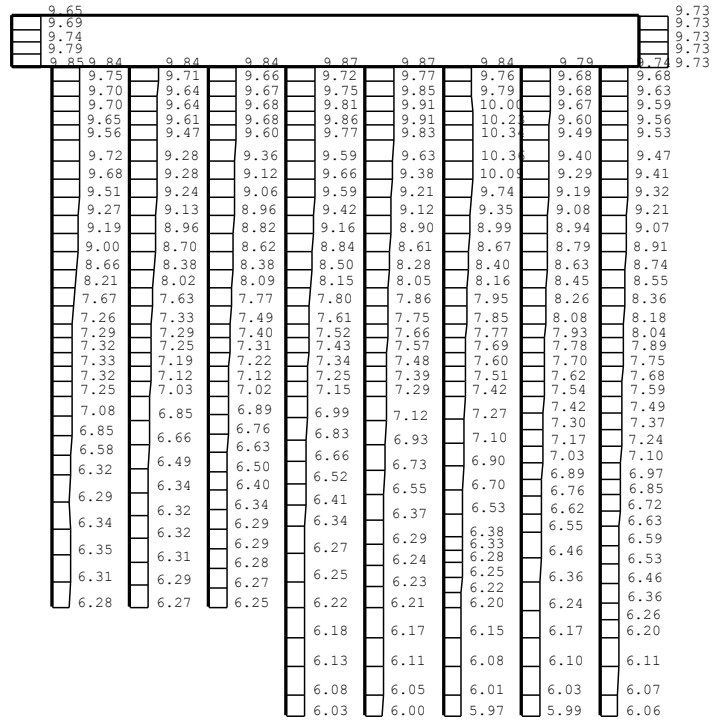 9.65 9.73
9.69 9.73
9.74 9.73
9.79 9.73
9.85 9.84 9.84 9.84 9.87 9.87 9.84 9.79 9.74 9.73
9.75 9.71 9.66 9.72 9.77 9.76 9.68 9.68
9.70 9.64 9.67 9.75 9.85 9.79 9.68 9.63
9.70 9.64 9.68 9.81 9.91 10.00 9.67 9.59
9.65 9.61 9.68 9.86 9.91 10.23 9.60 9.56
9.56 9.47 9.60 9.77 9.83 10.34 9.49 9.53
9.72 9.28 9.36 9.59 9.63 10.36 9.40 9.47
9.68 9.28 9.12 9.66 9.38 10.09 9.29 9.41
9.51 9.24 9.06 9.59 9.21 9.74 9.19 9.32
9.27 9.13 8.96 9.42 9.12 9.35 9.08 9.21
9.19 8.96 8.82 9.16 8.90 8.99 8.94 9.07
9.00 8.70 8.62 8.84 8.61 8.67 8.79 8.91
8.66 8.38 8.38 8.50 8.28 8.40 8.63 8.74
8.21 8.02 8.09 8.15 8.05 8.16 8.45 8.55
7.67 7.63 7.77 7.80 7.86 7.95 8.26 8.36
7.26 7.33 7.49 7.61 7.75 7.85 8.08 8.18
7.29 7.29 7.40 7.52 7.66 7.77 7.93 8.04
7.32 7.25 7.31 7.43 7.57 7.69 7.78 7.89
7.33 7.19 7.22 7.34 7.48 7.60 7.70 7.75
7.32 7.12 7.12 7.25 7.39 7.51 7.62 7.68
7.25 7.03 7.02 7.15 7.29 7.42 7.54 7.59
7.08 6.85 6.89 6.99 7.12 7.27 7.42 7.49
7.30 7.37
6.85 6.66 6.76 6.83 6.93 7.10 7.17 7.24
6.58 6.49 6.63 6.66 6.73 6.90 7.03 7.10
6.32 6.34 6.50 6.52 6.55 6.70 6.89 6.97
6.40 6.76 6.85
6.29 6.32 6.34 6.41 6.37 6.53 6.62 6.72
6.34 6.32 6.29 6.34 6.29 6.38 6.55 6.63
6.33 6.59
6.35 6.31 6.29 6.27 6.24 6.28 6.46 6.53
6.28 6.25
6.31 6.29 6.27 6.25 6.23 6.22 6.36 6.46
6.36
6.28 6.27 6.25 6.22 6.21 6.20 6.24 6.26
6.18 6.17 6.15 6.17 6.20
6.13 6.11 6.08 6.10 6.11
6.08 6.05 6.01 6.03 6.07
6.03 6.00 5.97 5.99 6.06